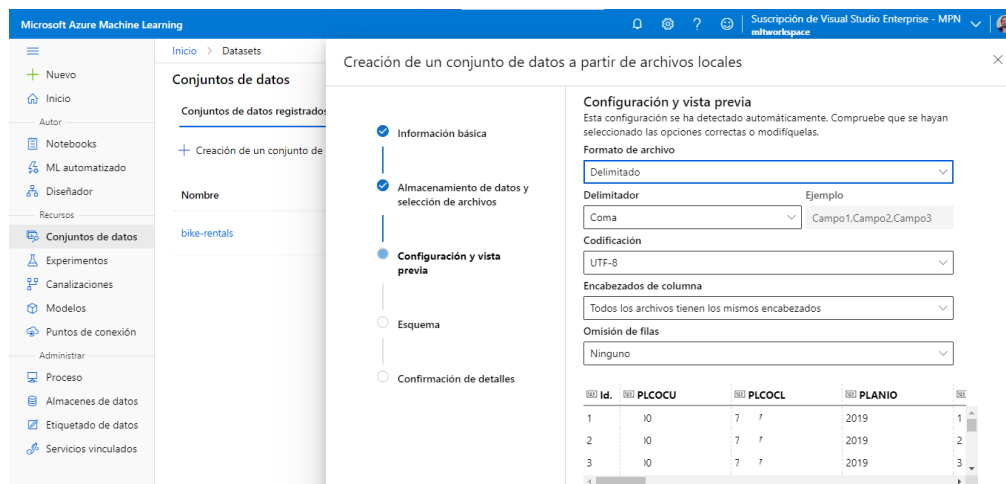 Microsoft Azure Machine Learning
Suscripción de Visual Studio Enterprise - MPN
mltworkspace
Nuevo
Inicio
Autor
Notebooks
ML automatizado
Diseñador
Recursos
Conjuntos de datos
Experimentos
Canalizaciones
Modelos
Puntos de conexión
Administrar
Proceso
Almacenes de datos
Etiquetado de datos
Servicios vinculados
Inicio > Datasets
Conjuntos de datos
Conjuntos de datos registrados
+ Creación de un conjunto de
Nombre
bike-rentals
Creación de un conjunto de datos a partir de archivos locales
Información básica
Almacenamiento de datos y
selección de archivos
Configuración y vista
previa
Esquema
Confirmación de detalles
Configuración y vista previa
Esta configuración se ha detectado automáticamente. Compruebe que se hayan
seleccionado las opciones correctas o modifíquelas.
Formato de archivo
Delimitado
Delimitador Ejemplo
Coma Campo1,Campo2,Campo3
Codificación
UTF-8
Encabezados de columna
Todos los archivos tienen los mismos encabezados
Omisión de filas
Ninguno
Id. PLCOCU PLCOCL PLANIO
1 7 2019 1
2 7 2019 2
3 7 2019 3